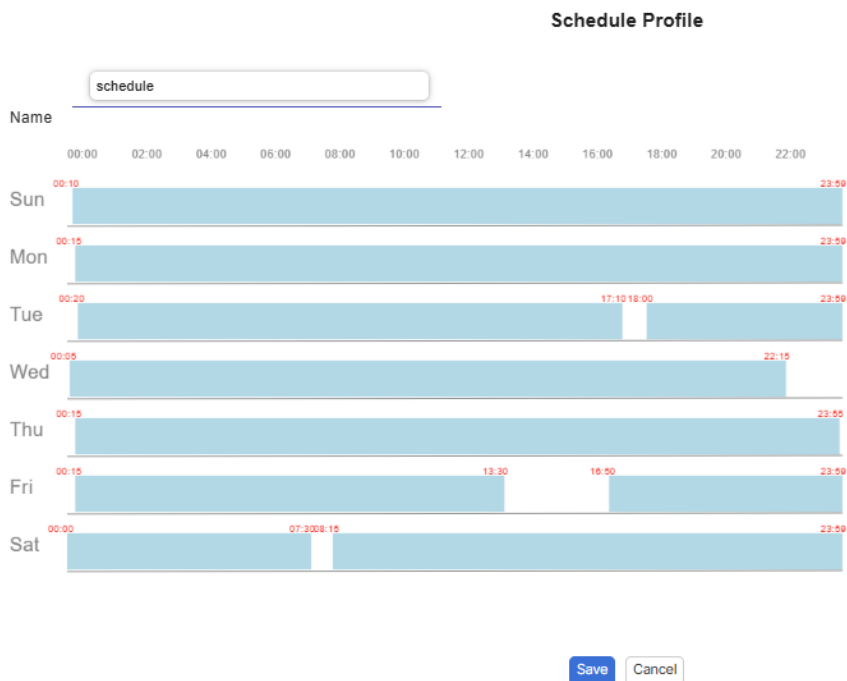 Schedule Profile
schedule
Name
00:00 02:00 04:00 06:00 08:00 10:00 12:00 14:00 16:00 18:00 20:00 22:00
00:10 23:59
Sun
00:15 23:59
Mon
00:20 17:10 18:00 23:59
Tue
00:05 22:15
Wed
00:15 23:55
Thu
00:15 13:30 16:50 23:59
Fri
00:00 07:30 08:15 23:59
Sat
Save Cancel